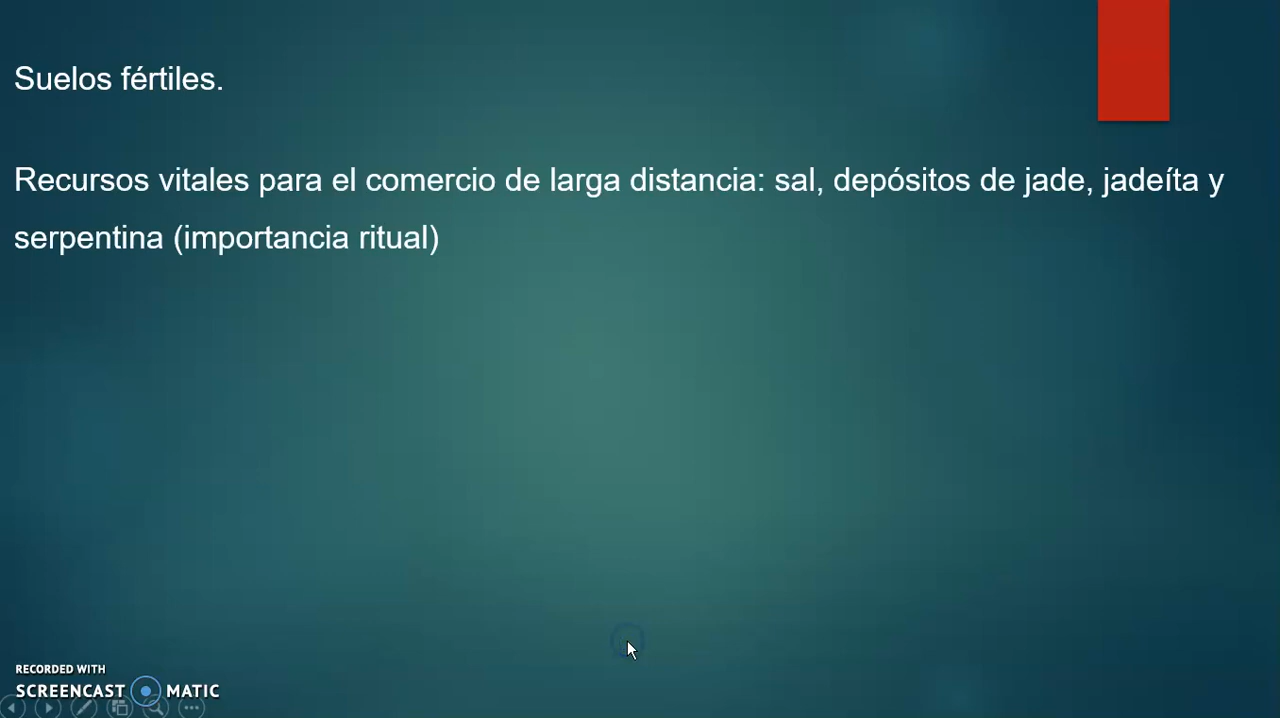 Suelos fértiles.
Recursos vitales para el comercio de larga distancia: sal, depósitos de jade, jadeíta y
serpentina (importancia ritual)
RECORDED WITH
SCREENCAST MATIC